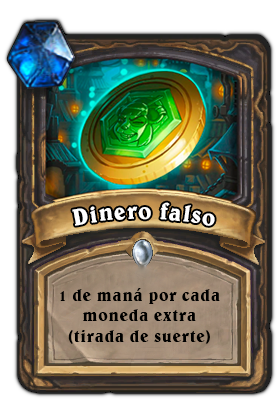 Dinero falso
1 de maná por cada
moneda extra
(tirada de suerte)